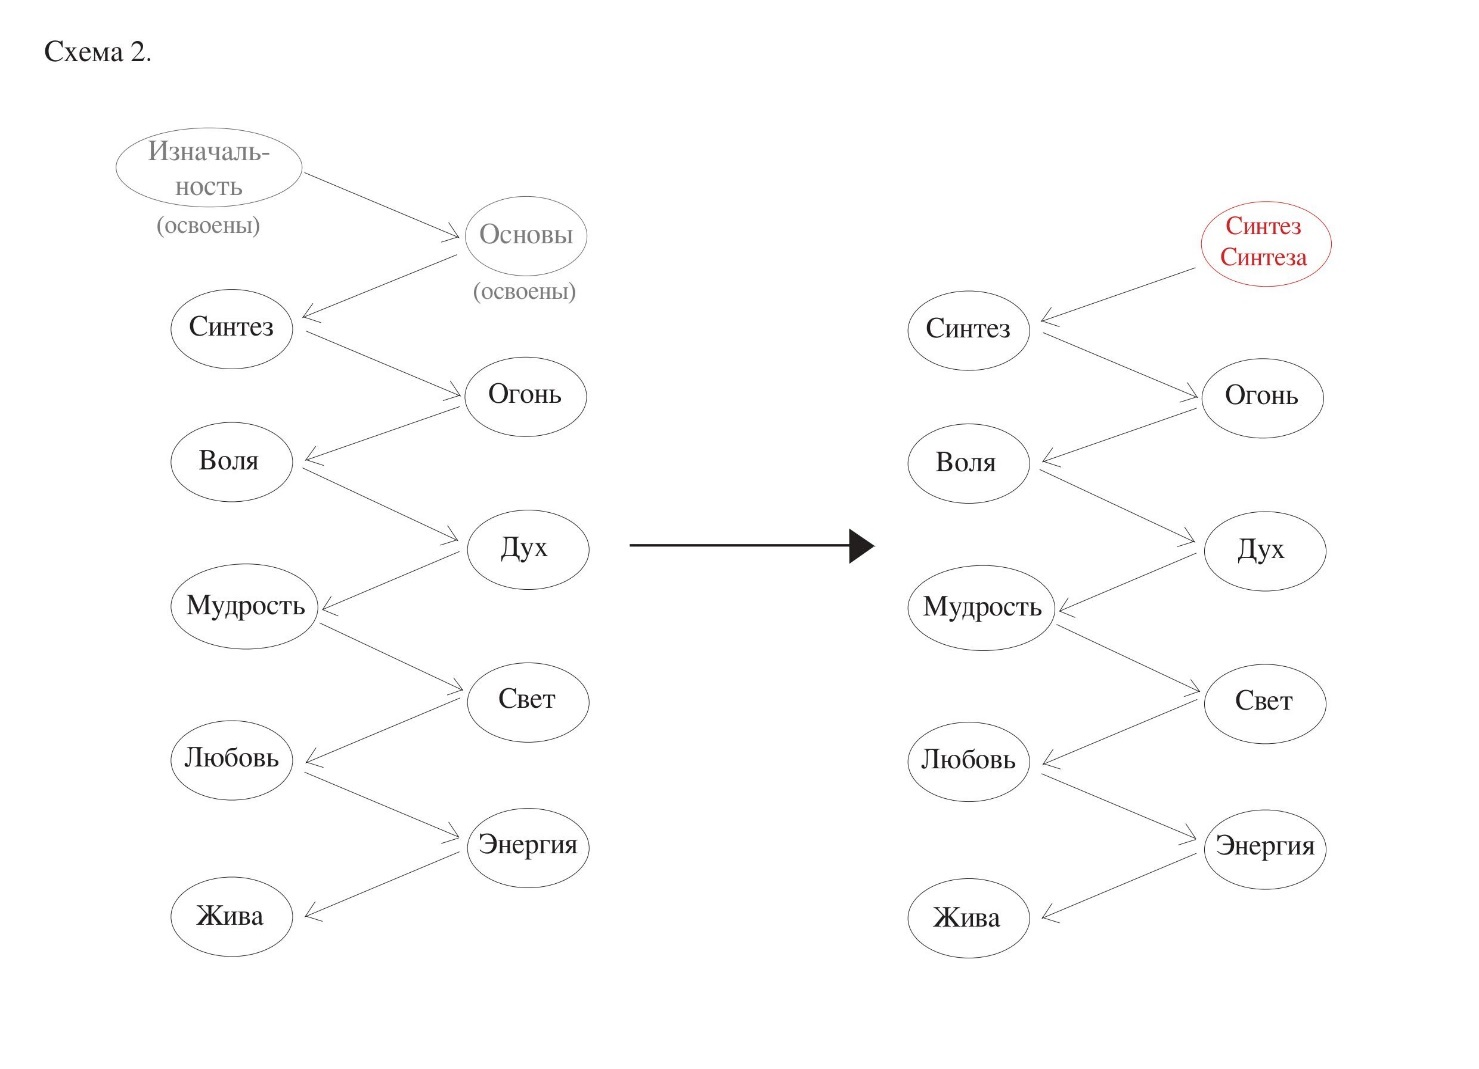 Схема 2.
Изначаль-
ность
(освоены)
Основы
(освоены)
Синтез
Огонь
Воля
Дух
Мудрость
Свет
Любовь
Энергия
Жива
Синтез
Синтеза
Синтез
Огонь
Воля
Дух
Мудрость
Свет
Любовь
Энергия
Жива